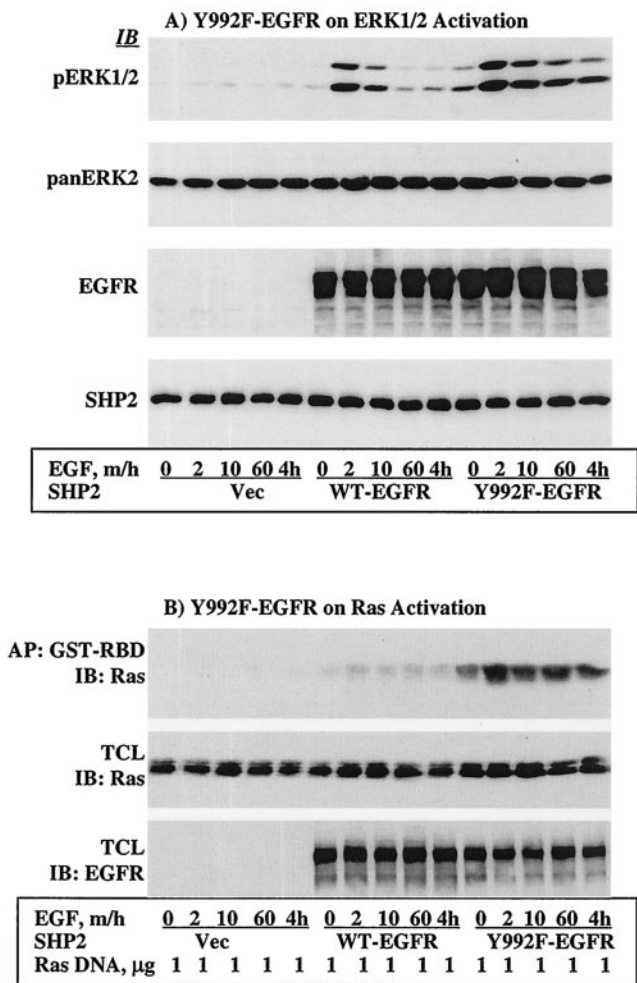 A) Y992F-EGFR on ERK1/2 Activation
IB
pERK1/2
panERK2
EGFR
SHP2
EGF, m/h 0 2 10 60 4h 0 2 10 60 4h 0 2 10 60 4h
SHP2 Vec WT-EGFR Y992F-EGFR
B) Y992F-EGFR on Ras Activation
AP: GST-RBD
IB: Ras
TCL
IB: Ras
TCL
IB: EGFR
EGF, m/h 0 2 10 60 4h 0 2 10 60 4h 0 2 10 60 4h
SHP2 Vec WT-EGFR Y992F-EGFR
Ras DNA, μg 1 1 1 1 1 1 1 1 1 1 1 1 1 1 1